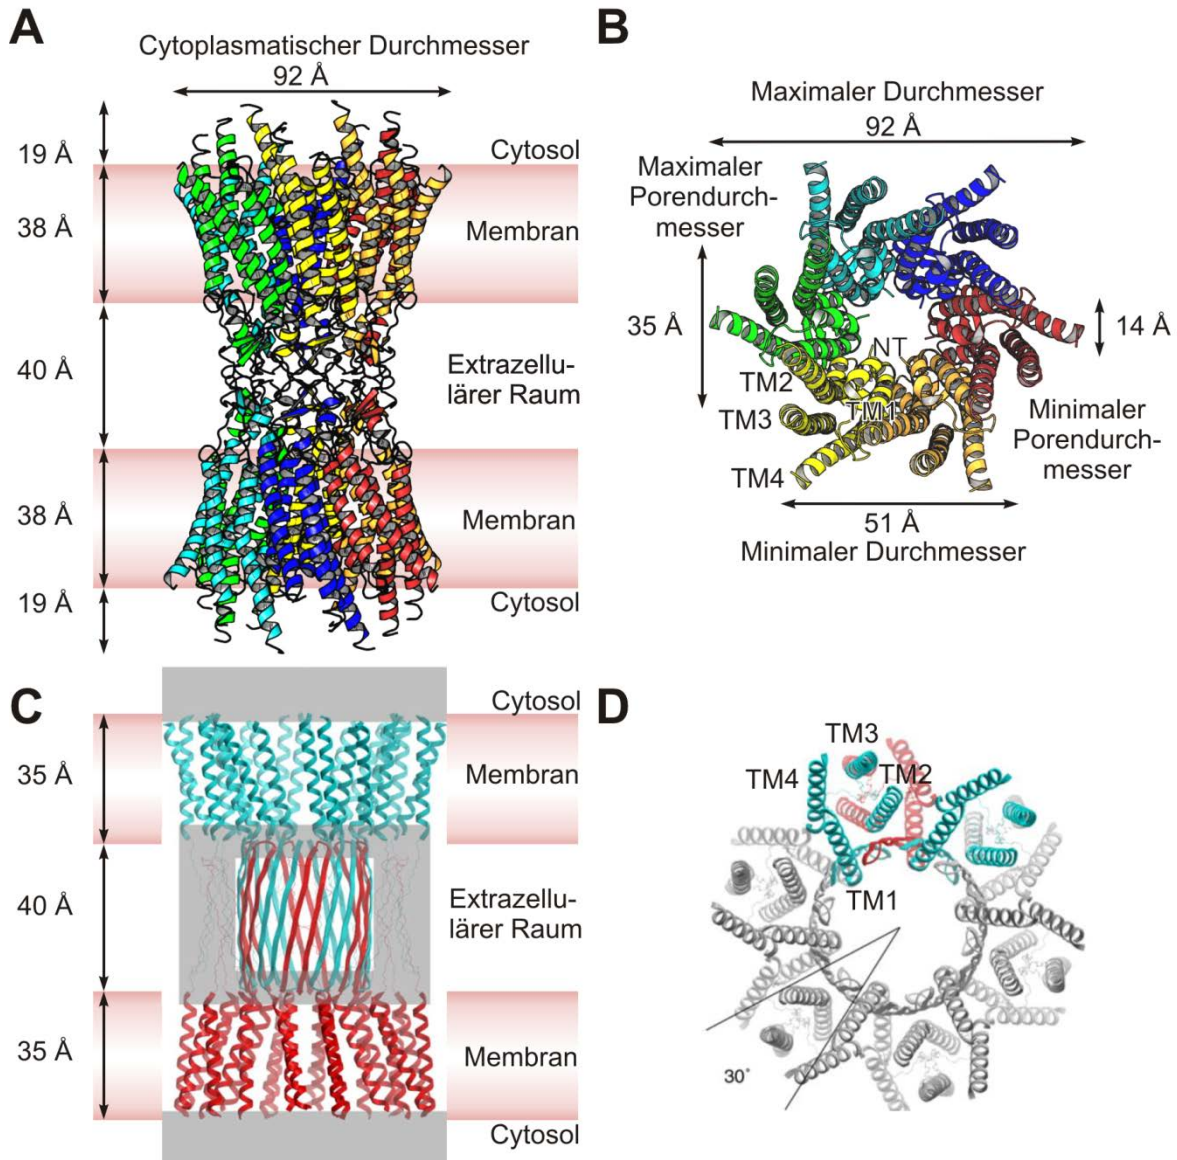 A
Cytoplasmatischer Durchmesser
92 Å
19 Å
Cytosol
38 Å
Membran
40 Å
Extrazellu-
lärer Raum
38 Å
Membran
19 Å
Cytosol
B
Maximaler Durchmesser
92 Å
Maximaler
Porendurch-
messer
35 Å
14 Å
NT
TM2
TM1
TM3
TM4
Minimaler
Porendurch-
messer
51 Å
Minimaler Durchmesser
C
Cytosol
35 Å
Membran
40 Å
Extrazellu-
lärer Raum
35 Å
Membran
Cytosol
D
TM3
TM4
TM2
TM1
30°